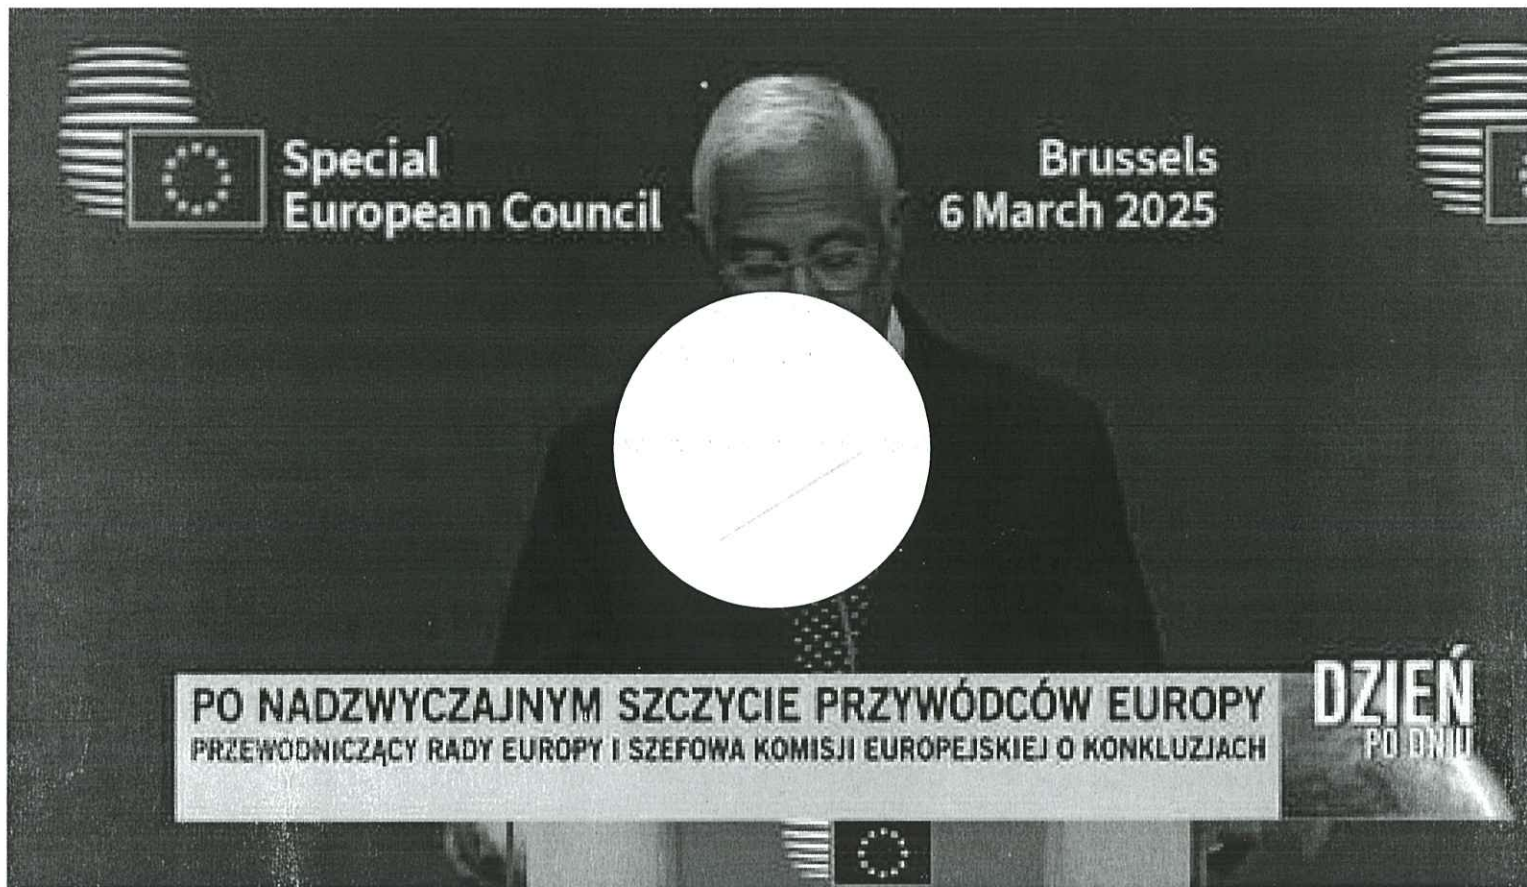 Special
European Council
Brussels
6 March 2025
PO NADZWYCZAJNYM SZCZYCIE PRZYWÓDCÓW EUROPY
PRZEWODNICZĄCY RADY EUROPY I SZEFOWA KOMISJI EUROPEJSKIEJ O KONKLUZJACH
DZIEŃ
PO DNIU